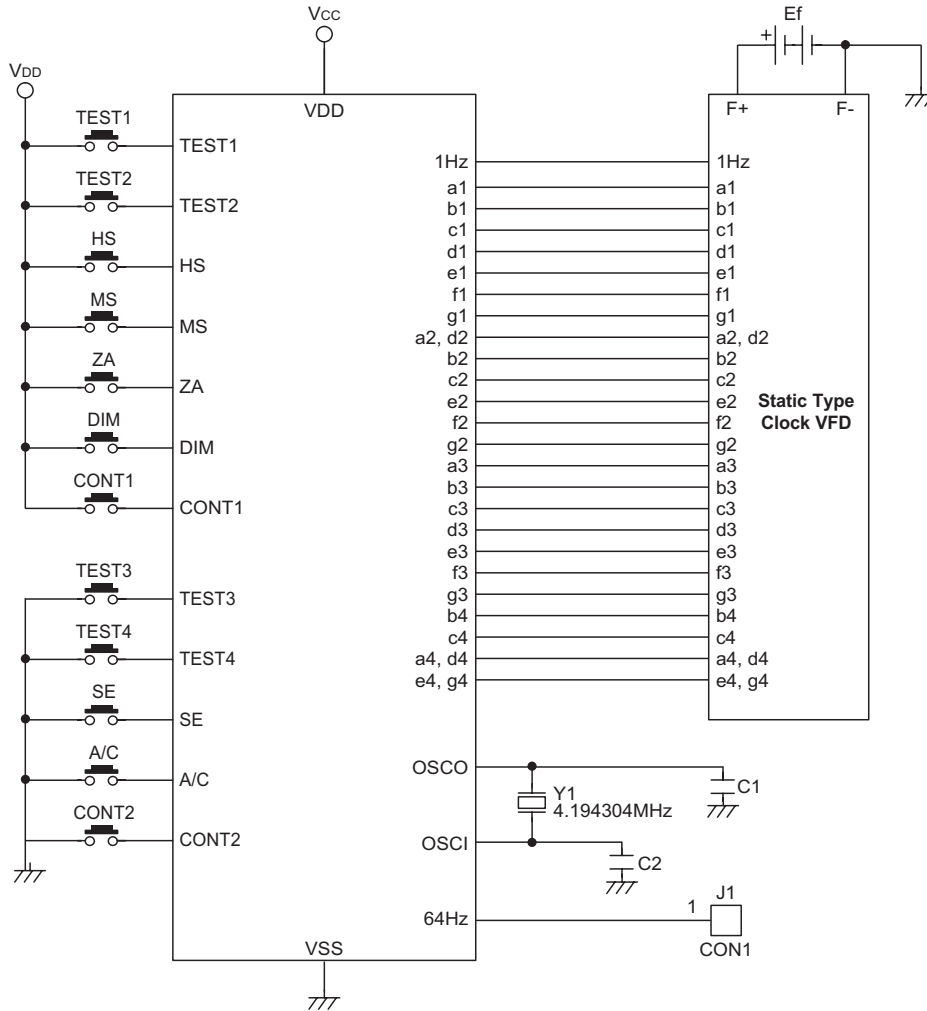 VCC
Ef
+
VDD
VDD
F+
F-
TEST1
TEST1
TEST2
TEST2
HS
HS
MS
MS
ZA
ZA
DIM
DIM
CONT1
CONT1
TEST3
TEST3
TEST4
TEST4
SE
SE
A/C
A/C
CONT2
CONT2
1Hz
1Hz
a1
a1
b1
b1
c1
c1
d1
d1
e1
e1
f1
f1
g1
g1
a2, d2
a2, d2
b2
b2
c2
c2
e2
e2
f2
f2
g2
g2
a3
a3
b3
b3
c3
c3
d3
d3
e3
e3
f3
f3
g3
g3
b4
b4
c4
c4
a4, d4
a4, d4
e4, g4
e4, g4
Static Type
Clock VFD
OSCO
C1
Y1
4.194304MHz
OSCI
C2
64Hz
1
J1
CON1
VSS